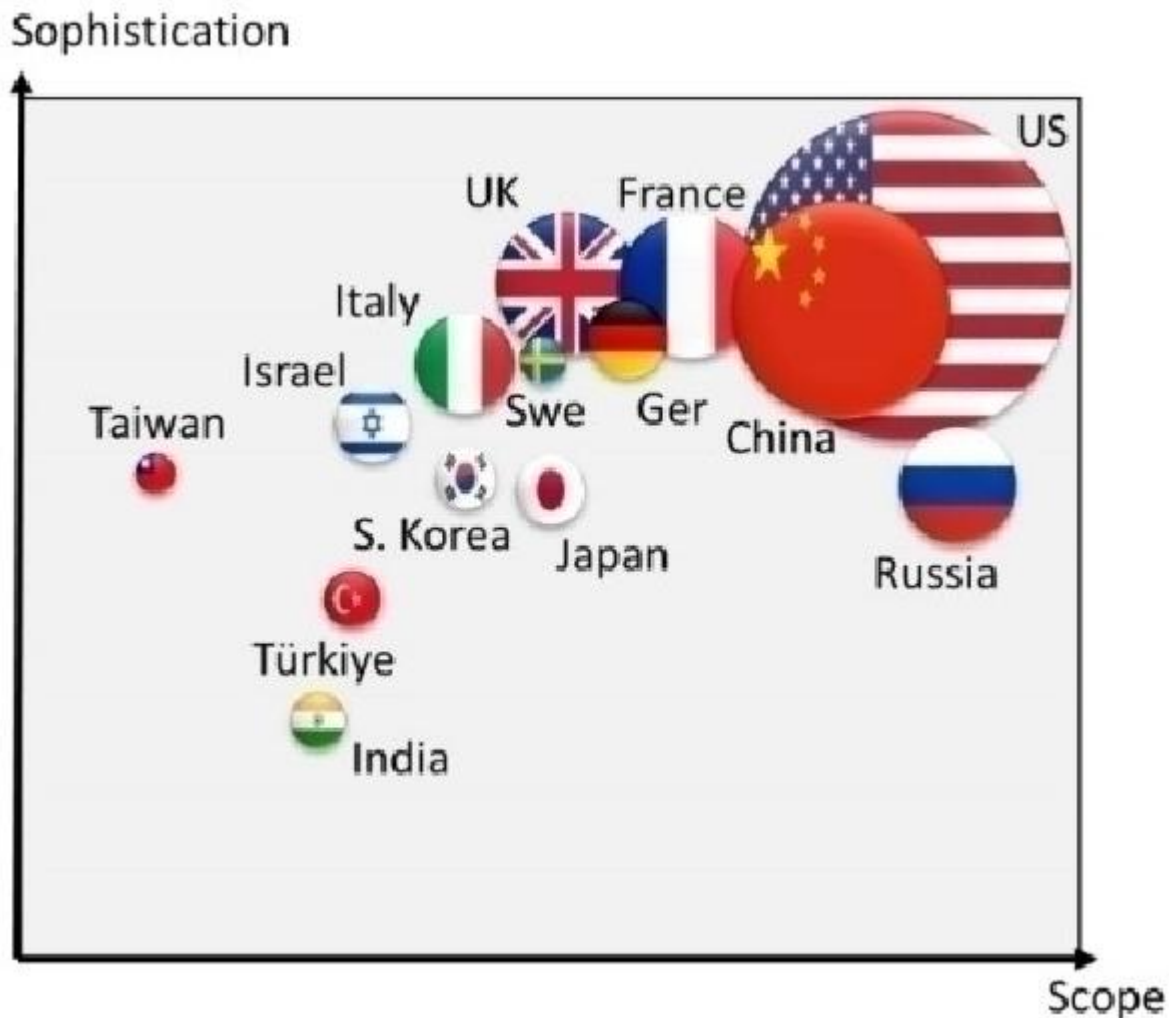 Sophistication
US
UK
France
Italy
Israel
Swe
Ger
Taiwan
China
S. Korea
Japan
Russia
Türkiye
India
Scope